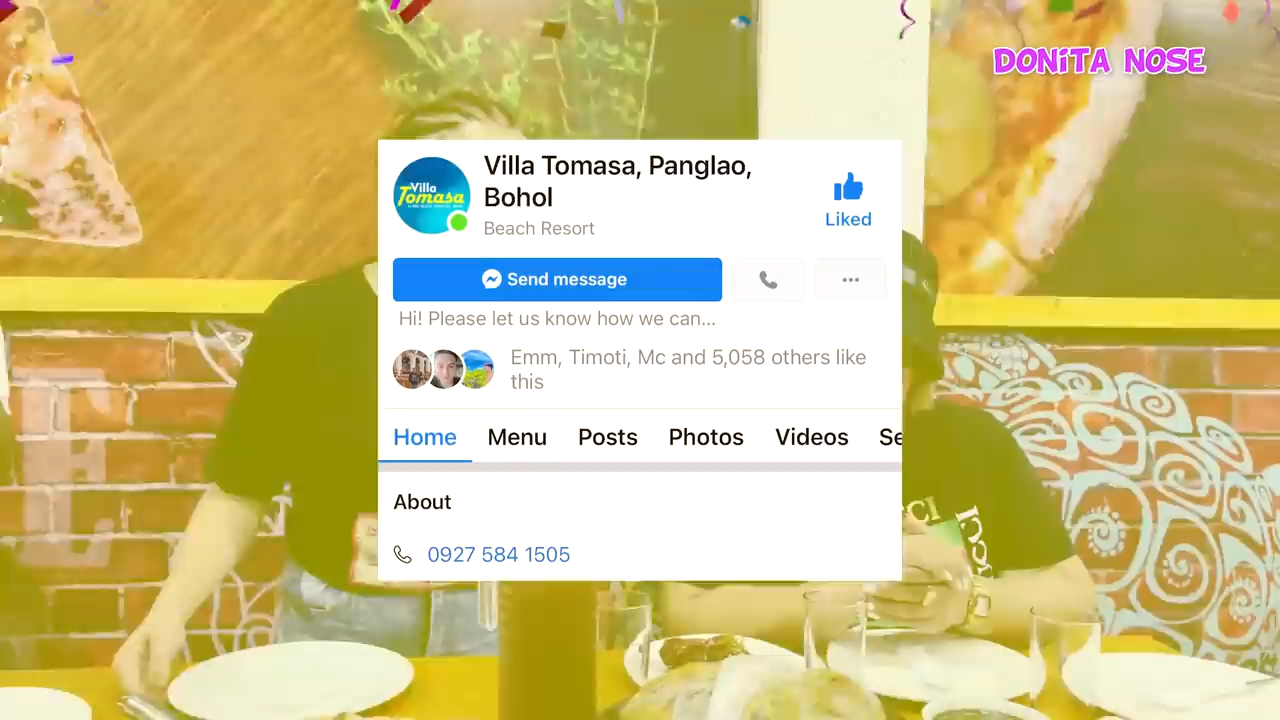 DONiTA NOSE
Villa Tomasa, Panglao,
Bohol
Villa
Tomasa
Liked
Beach Resort
Send message
Hi! Please let us know how we can...
Emm, Timoti, Mc and 5,058 others like
this
Home Menu Posts Photos Videos Se
About
0927 584 1505